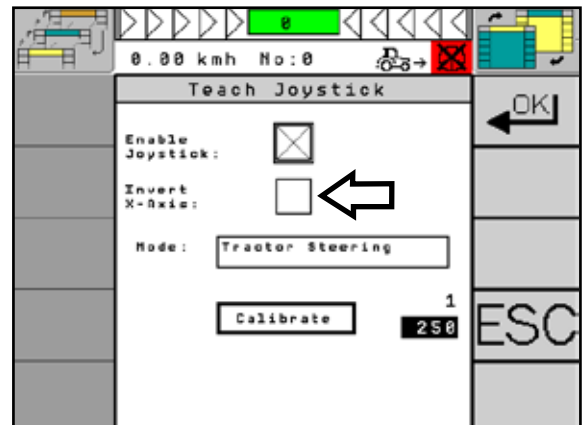 0
0.00 kmh No:0
Teach Joystick
OK
Enable
Joystick:
Invert
X-Axis:
Mode: Tractor Steering
1
Calibrate 250
ESC